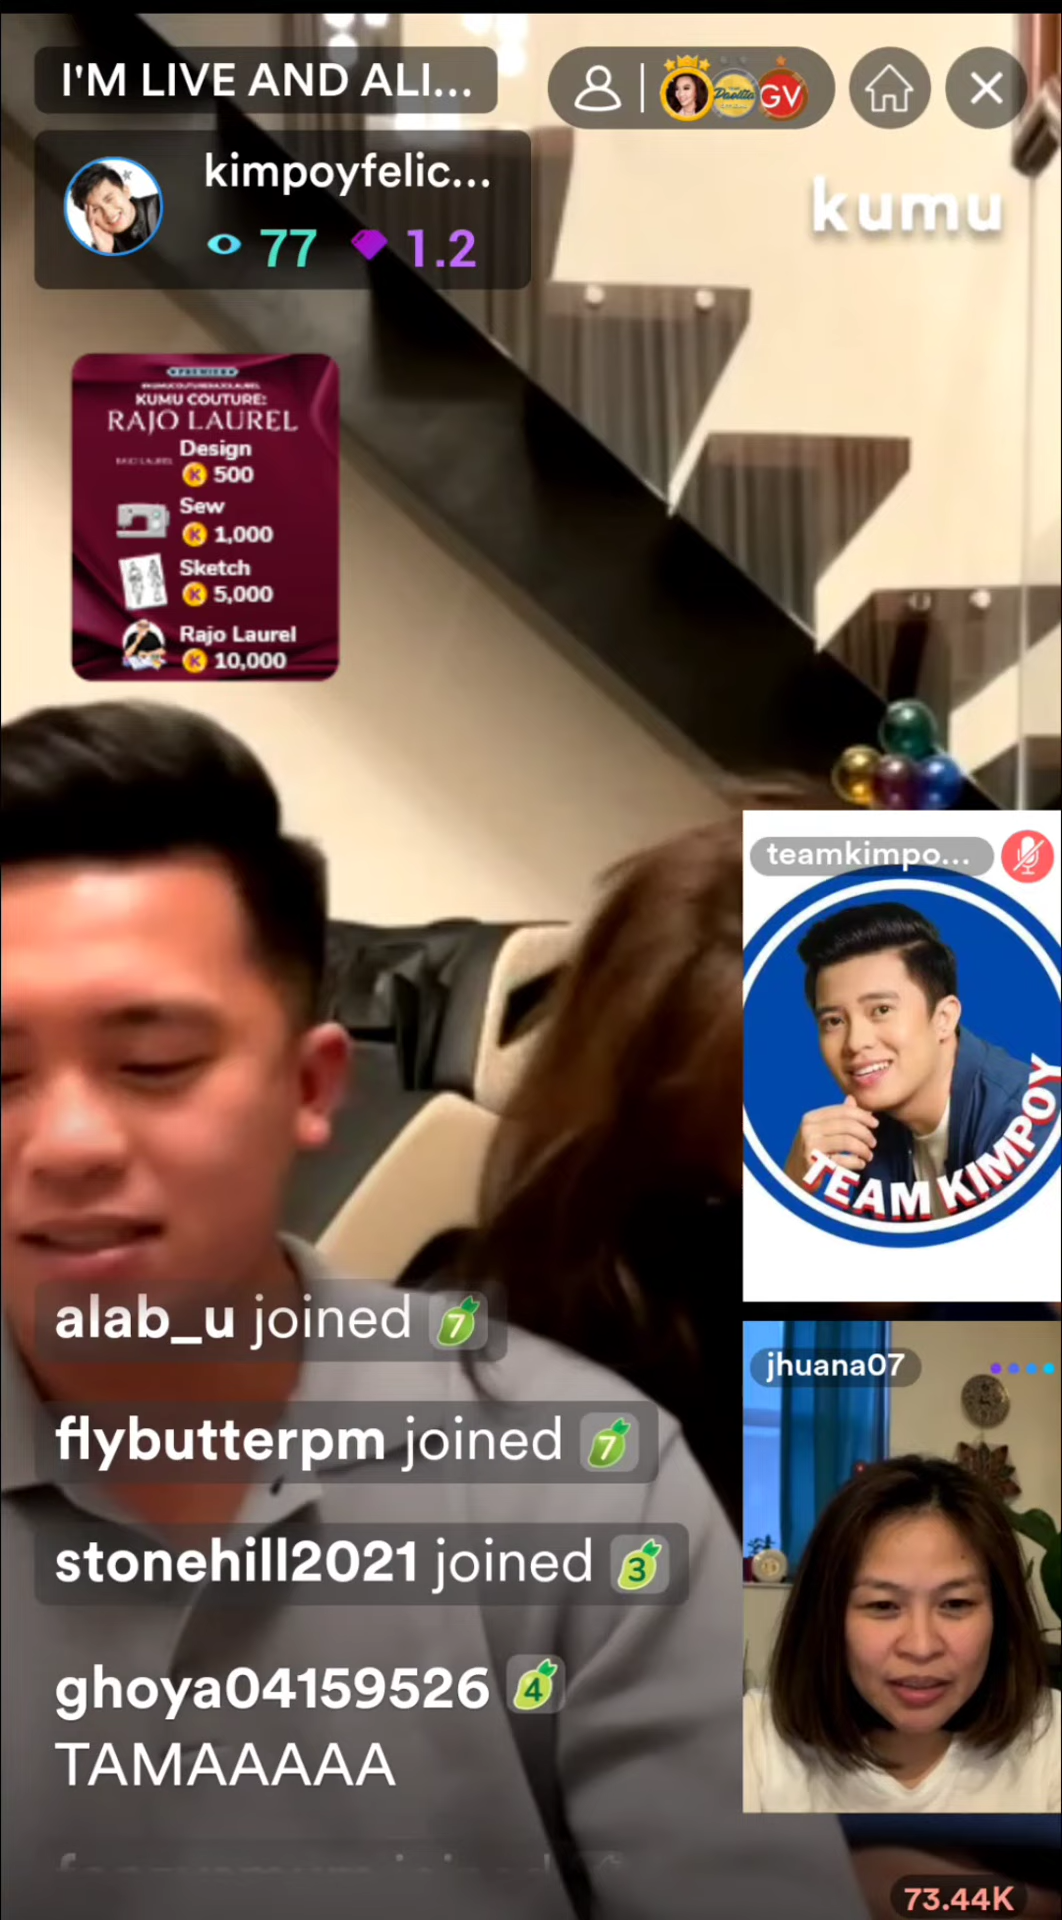 I'M LIVE AND ALI...
GV
kimpoyfelic...
77 1.2
kumu
PREMIER
KUMU COUTURE:
RAJO LAUREL
Design
500
Sew
1,000
Sketch
5,000
Rajo Laurel
10,000
teamkimpo...
TEAM KIMPOY
alab_u joined 7
jhuana07
flybutterpm joined 7
stonehill2021 joined 3
ghoya04159526 4
TAMAAAAA
73.44K